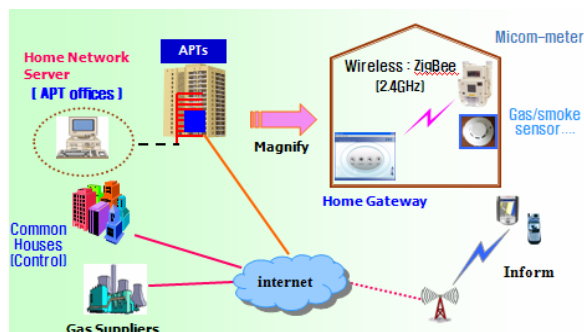 Home Network
Server
[ APT offices ]
APTs
Magnify
Wireless : ZigBee
(2.4GHz)
Micom-meter
Gas/smoke
sensor....
Home Gateway
Common
Houses
(Control)
Gas Suppliers
internet
Inform